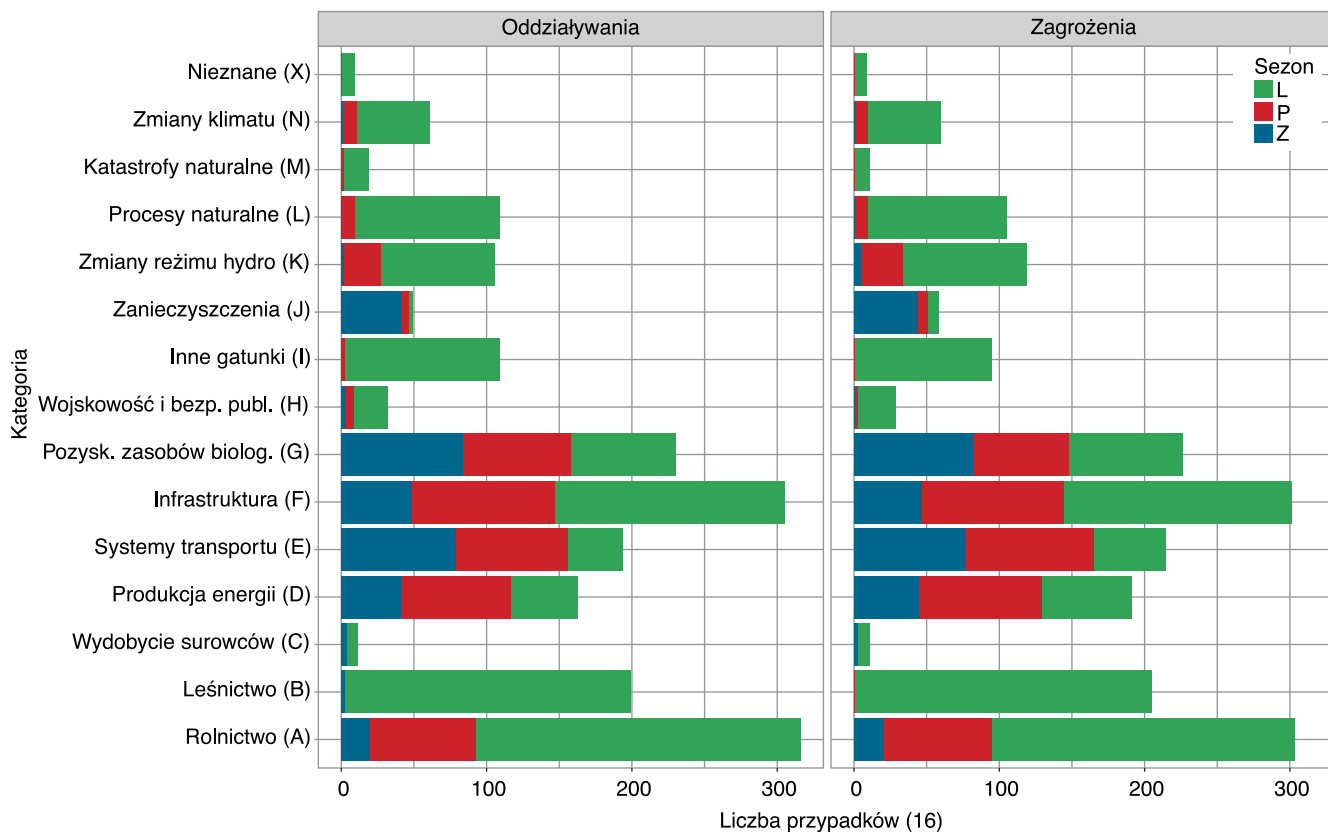 Oddziaływania
Zagrożenia
Sezon
L
P
Z
Kategoria
Nieznane (X)
Zmiany klimatu (N)
Katastrofy naturalne (M)
Procesy naturalne (L)
Zmiany reżimu hydro (K)
Zanieczyszczenia (J)
Inne gatunki (I)
Wojskowość i bezp. publ. (H)
Pozysk. zasobów biolog. (G)
Infrastruktura (F)
Systemy transportu (E)
Produkcja energii (D)
Wydobycie surowców (C)
Leśnictwo (B)
Rolnictwo (A)
0 100 200 300
0 100 200 300
Liczba przypadków (16)